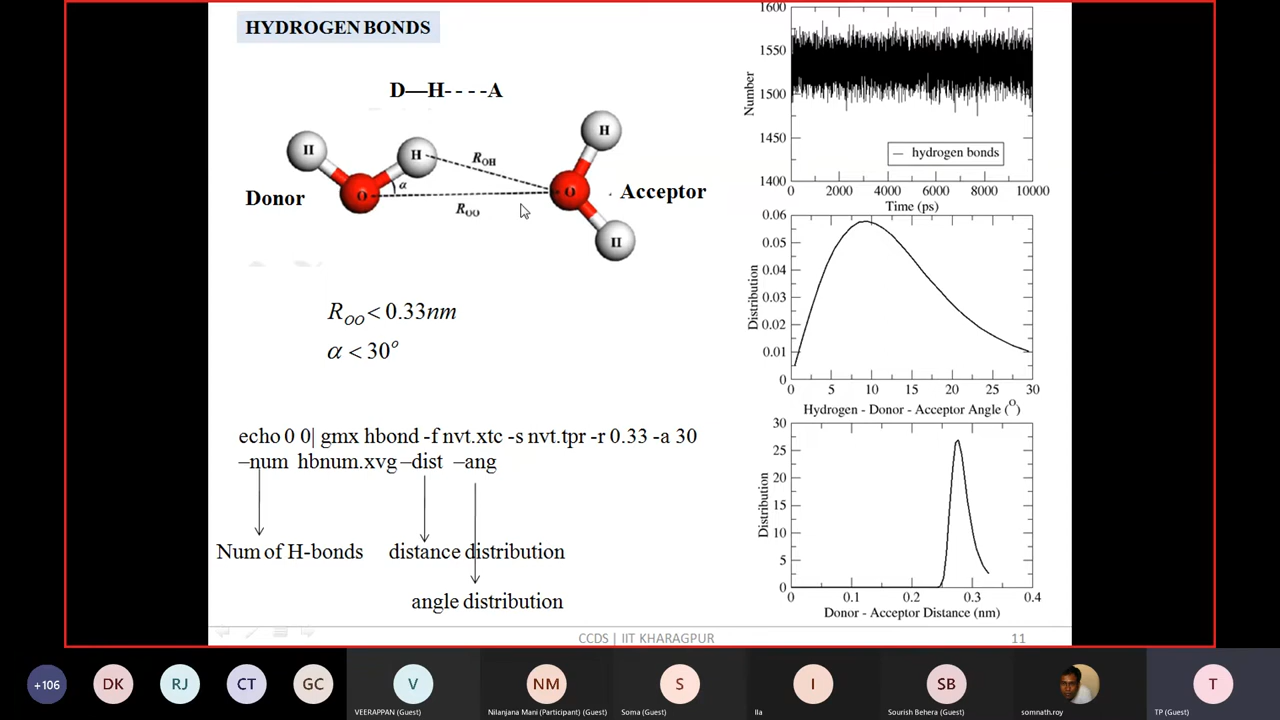 HYDROGEN BONDS
D—H- - - -A
H
H
H
R_OH
α
O
O
Donor
Acceptor
R_OO
H
R_OO < 0.33nm
α < 30°
echo 0 0| gmx hbond -f nvt.xtc -s nvt.tpr -r 0.33 -a 30
–num hbnum.xvg –dist –ang
Num of H-bonds
distance distribution
angle distribution
1600
1550
1500
1450
1400
Number
hydrogen bonds
0 2000 4000 6000 8000 10000
Time (ps)
0.06
0.05
0.04
0.03
0.02
0.01
0
Distribution
0 5 10 15 20 25 30
Hydrogen - Donor - Acceptor Angle (°)
30
25
20
15
10
5
0
Distribution
0 0.1 0.2 0.3 0.4
Donor - Acceptor Distance (nm)
CCDS | IIT KHARAGPUR
11
+106
DK
RJ
CT
GC
V
NM
S
I
SB
T
VEERAPPAN (Guest)
Nilanjana Mani (Participant) (Guest)
Soma (Guest)
Ila
Sourish Behera (Guest)
somnath.roy
TP (Guest)